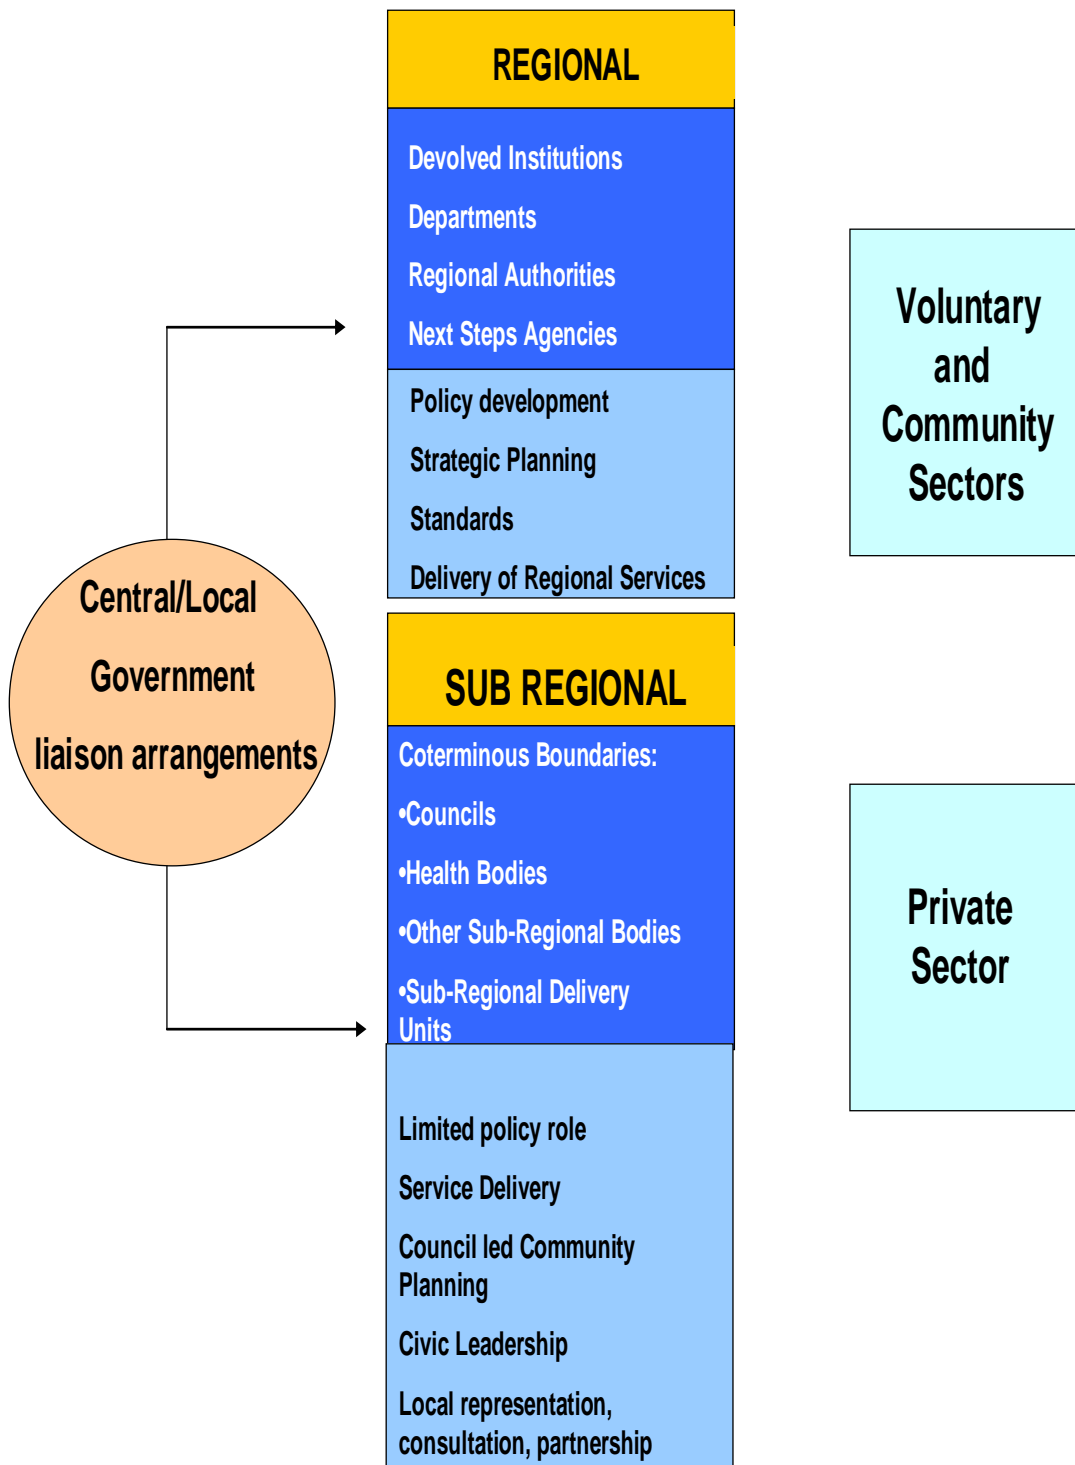 REGIONAL
Devolved Institutions
Departments
Regional Authorities
Next Steps Agencies
Policy development
Strategic Planning
Standards
Delivery of Regional Services
Central/Local
Government
liaison arrangements
SUB REGIONAL
Coterminous Boundaries:
•Councils
•Health Bodies
•Other Sub-Regional Bodies
•Sub-Regional Delivery
Units
Limited policy role
Service Delivery
Council led Community
Planning
Civic Leadership
Local representation,
consultation, partnership
Voluntary
and
Community
Sectors
Private
Sector